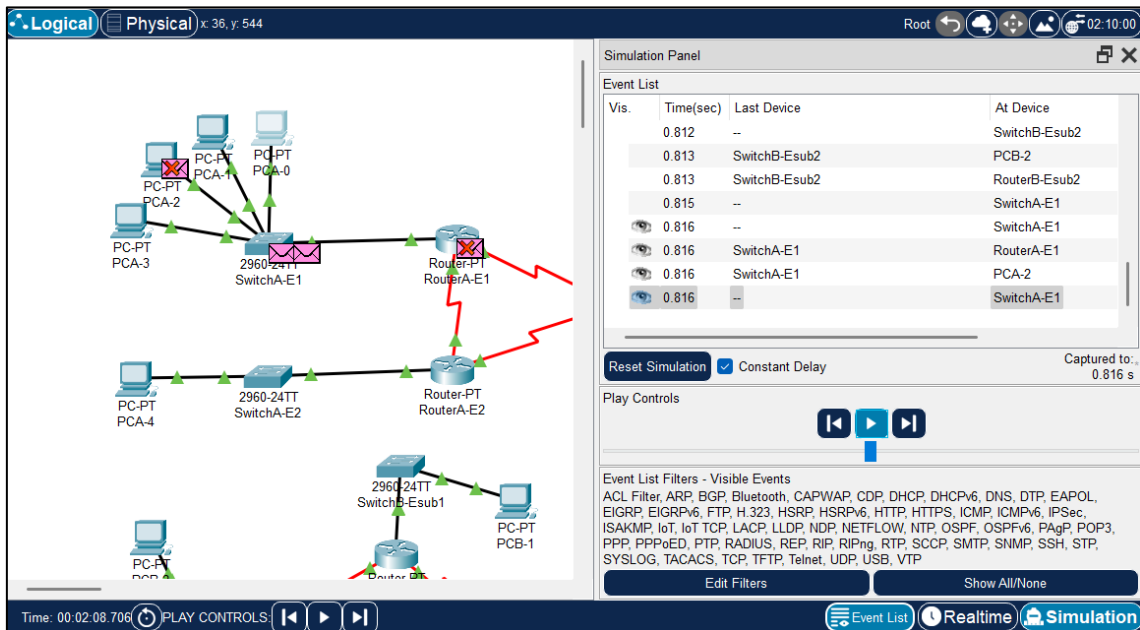 Logical Physical x: 36, y: 544 Root 02:10:00
PC-PT
PCA-2
PC-PT
PCA-1
PC-PT
PCA-0
PC-PT
PCA-3
2960-24TT
SwitchA-E1
Router-PT
RouterA-E1
PC-PT
PCA-4
2960-24TT
SwitchA-E2
Router-PT
RouterA-E2
2960-24TT
SwitchB-Esub1
PC-PT
PCB-1
PC-PT
Router-PT
Simulation Panel
Event List
Vis. Time(sec) Last Device At Device
0.812 -- SwitchB-Esub2
0.813 SwitchB-Esub2 PCB-2
0.813 SwitchB-Esub2 RouterB-Esub2
0.815 -- SwitchA-E1
0.816 -- SwitchA-E1
0.816 SwitchA-E1 RouterA-E1
0.816 SwitchA-E1 PCA-2
0.816 -- SwitchA-E1
Reset Simulation Constant Delay Captured to:
0.816 s
Play Controls
Event List Filters - Visible Events
ACL Filter, ARP, BGP, Bluetooth, CAPWAP, CDP, DHCP, DHCPv6, DNS, DTP, EAPOL,
EIGRP, EIGRPv6, FTP, H.323, HSRP, HSRPv6, HTTP, HTTPS, ICMP, ICMPv6, IPSec,
ISAKMP, IoT, IoT TCP, LACP, LLDP, NDP, NETFLOW, NTP, OSPF, OSPFv6, PAgP, POP3,
PPP, PPPoED, PTP, RADIUS, REP, RIP, RIPng, RTP, SCCP, SMTP, SNMP, SSH, STP,
SYSLOG, TACACS, TCP, TFTP, Telnet, UDP, USB, VTP
Edit Filters Show All/None
Time: 00:02:08.706 PLAY CONTROLS: Event List Realtime Simulation